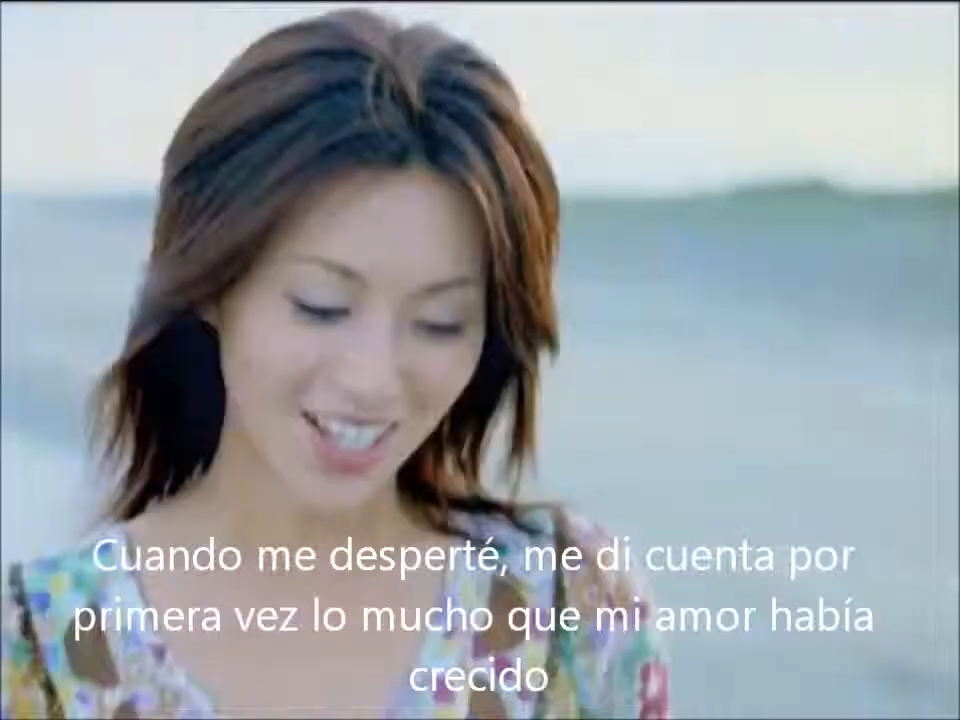 Cuando me desperté, me di cuenta por
primera vez lo mucho que mi amor había
crecido